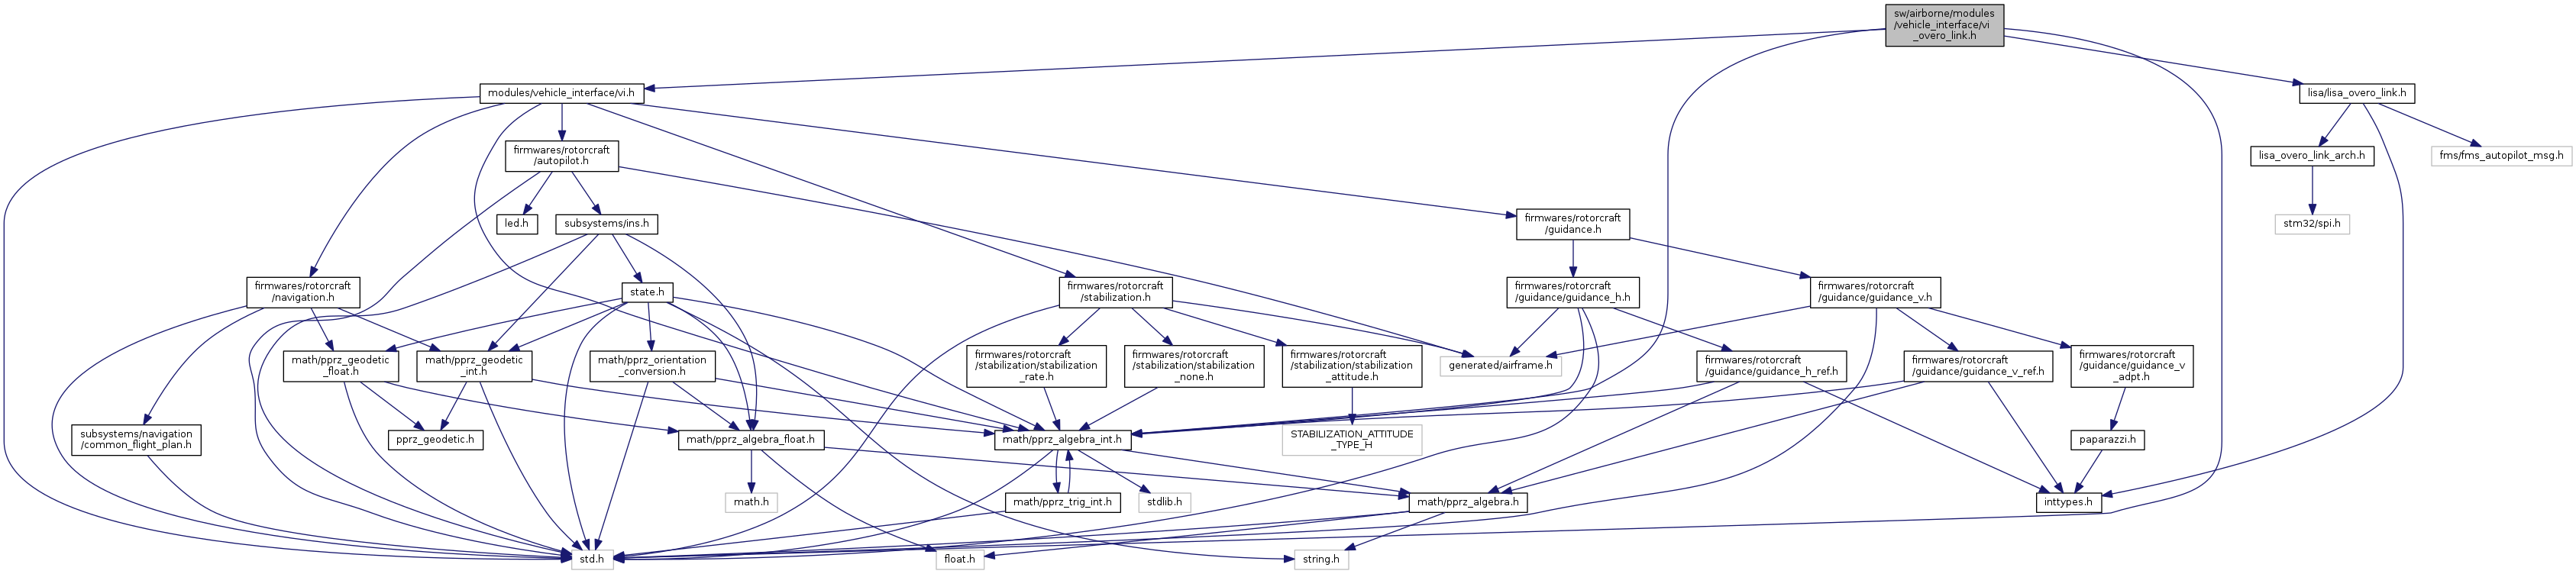 sw/airborne/modules
/vehicle_interface/vi
_overo_link.h
modules/vehicle_interface/vi.h
lisa/lisa_overo_link.h
firmwares/rotorcraft
/autopilot.h
lisa_overo_link_arch.h
fms/fms_autopilot_msg.h
led.h
subsystems/ins.h
firmwares/rotorcraft
/guidance.h
stm32/spi.h
firmwares/rotorcraft
/navigation.h
state.h
firmwares/rotorcraft
/stabilization.h
firmwares/rotorcraft
/guidance/guidance_h.h
firmwares/rotorcraft
/guidance/guidance_v.h
math/pprz_geodetic
_float.h
math/pprz_geodetic
_int.h
math/pprz_orientation
_conversion.h
firmwares/rotorcraft
/stabilization/stabilization
_rate.h
firmwares/rotorcraft
/stabilization/stabilization
_none.h
firmwares/rotorcraft
/stabilization/stabilization
_attitude.h
generated/airframe.h
firmwares/rotorcraft
/guidance/guidance_h_ref.h
firmwares/rotorcraft
/guidance/guidance_v_ref.h
firmwares/rotorcraft
/guidance/guidance_v
_adpt.h
subsystems/navigation
/common_flight_plan.h
pprz_geodetic.h
math/pprz_algebra_float.h
math/pprz_algebra_int.h
STABILIZATION_ATTITUDE
_TYPE_H
paparazzi.h
math.h
math/pprz_trig_int.h
stdlib.h
math/pprz_algebra.h
inttypes.h
std.h
float.h
string.h